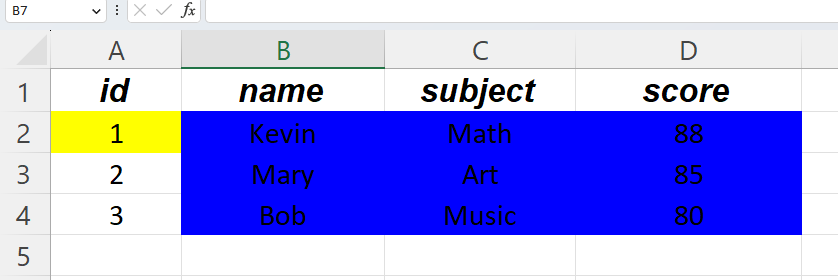 B7 fx
A B C D
1 id name subject score
2 1 Kevin Math 88
3 2 Mary Art 85
4 3 Bob Music 80
5